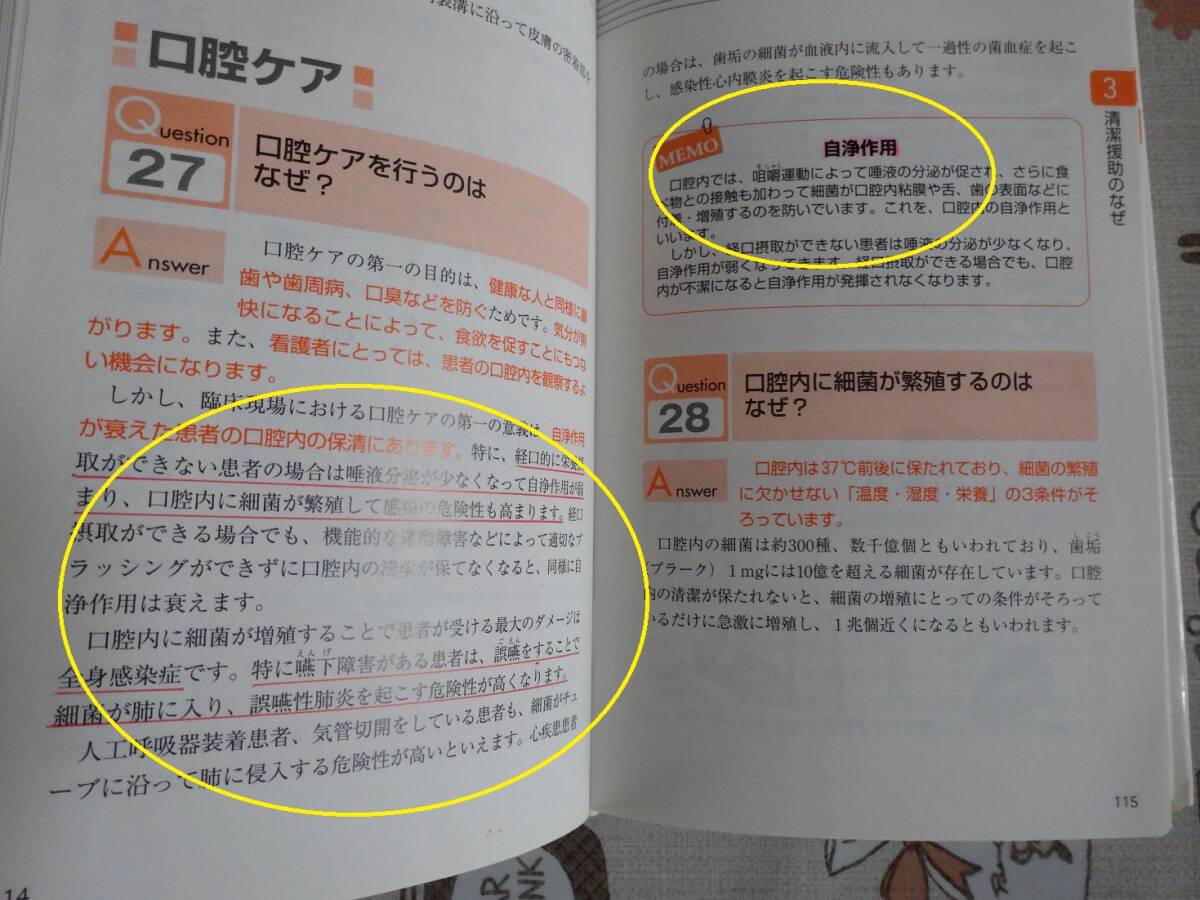 内裂溝に沿って皮膚の密着部を
口腔ケア
Question
27
口腔ケアを行うのは
なぜ?
Answer
口腔ケアの第一の目的は、健康な人と同様に
歯や歯周病、口臭などを防ぐためです。気分が爽
快になることによって、食欲を促すことにもつな
がります。また、看護者にとっては、患者の口腔内を観察するよ
い機会になります。
しかし、臨床現場における口腔ケアの第一の意義は、自浄作用
が衰えた患者の口腔内の保清にあります。特に、経口的に栄養摂
取ができない患者の場合は唾液分泌が少なくなって自浄作用が弱
まり、口腔内に細菌が繁殖して感染の危険性も高まります。経口
摂取ができる場合でも、機能的な運動障害などによって適切なブ
ラッシングができずに口腔内の清潔が保てなくなると、同様に自
浄作用は衰えます。
口腔内に細菌が増殖することで患者が受ける最大のダメージは
全身感染症です。特に嚥下障害がある患者は、誤嚥をすることで
えんげ
ごえん
細菌が肺に入り、誤嚥性肺炎を起こす危険性が高くなります。
人工呼吸器装着患者、気管切開をしている患者も、細菌がチュ
ーブに沿って肺に侵入する危険性が高いといえます。心疾患患者
14
の場合は、歯垢の細菌が血液内に流入して一過性の菌血症を起こ
し、感染性心内膜炎を起こす危険性もあります。
MEMO
自浄作用
そしゃく
口腔内では、咀嚼運動によって唾液の分泌が促され、さらに食
べ物との接触も加わって細菌が口腔内粘膜や舌、歯の表面などに
付着・増殖するのを防いでいます。これを、口腔内の自浄作用と
いいます。
しかし、経口摂取ができない患者は唾液の分泌が少なくなり、
自浄作用が弱くなってきます。経口摂取ができる場合でも、口腔
内が不潔になると自浄作用が発揮されなくなります。
Question
28
口腔内に細菌が繁殖するのは
なぜ?
Answer
口腔内は37℃前後に保たれており、細菌の繁殖
に欠かせない「温度・湿度・栄養」の3条件がそ
ろっています。
口腔内の細菌は約300種、数千億個ともいわれており、歯垢
しこう
(プラーク)1mgには10億を超える細菌が存在しています。口腔
内の清潔が保たれないと、細菌の増殖にとっての条件がそろって
いるだけに急激に増殖し、1兆個近くになるともいわれます。
3
清潔援助のなぜ
115